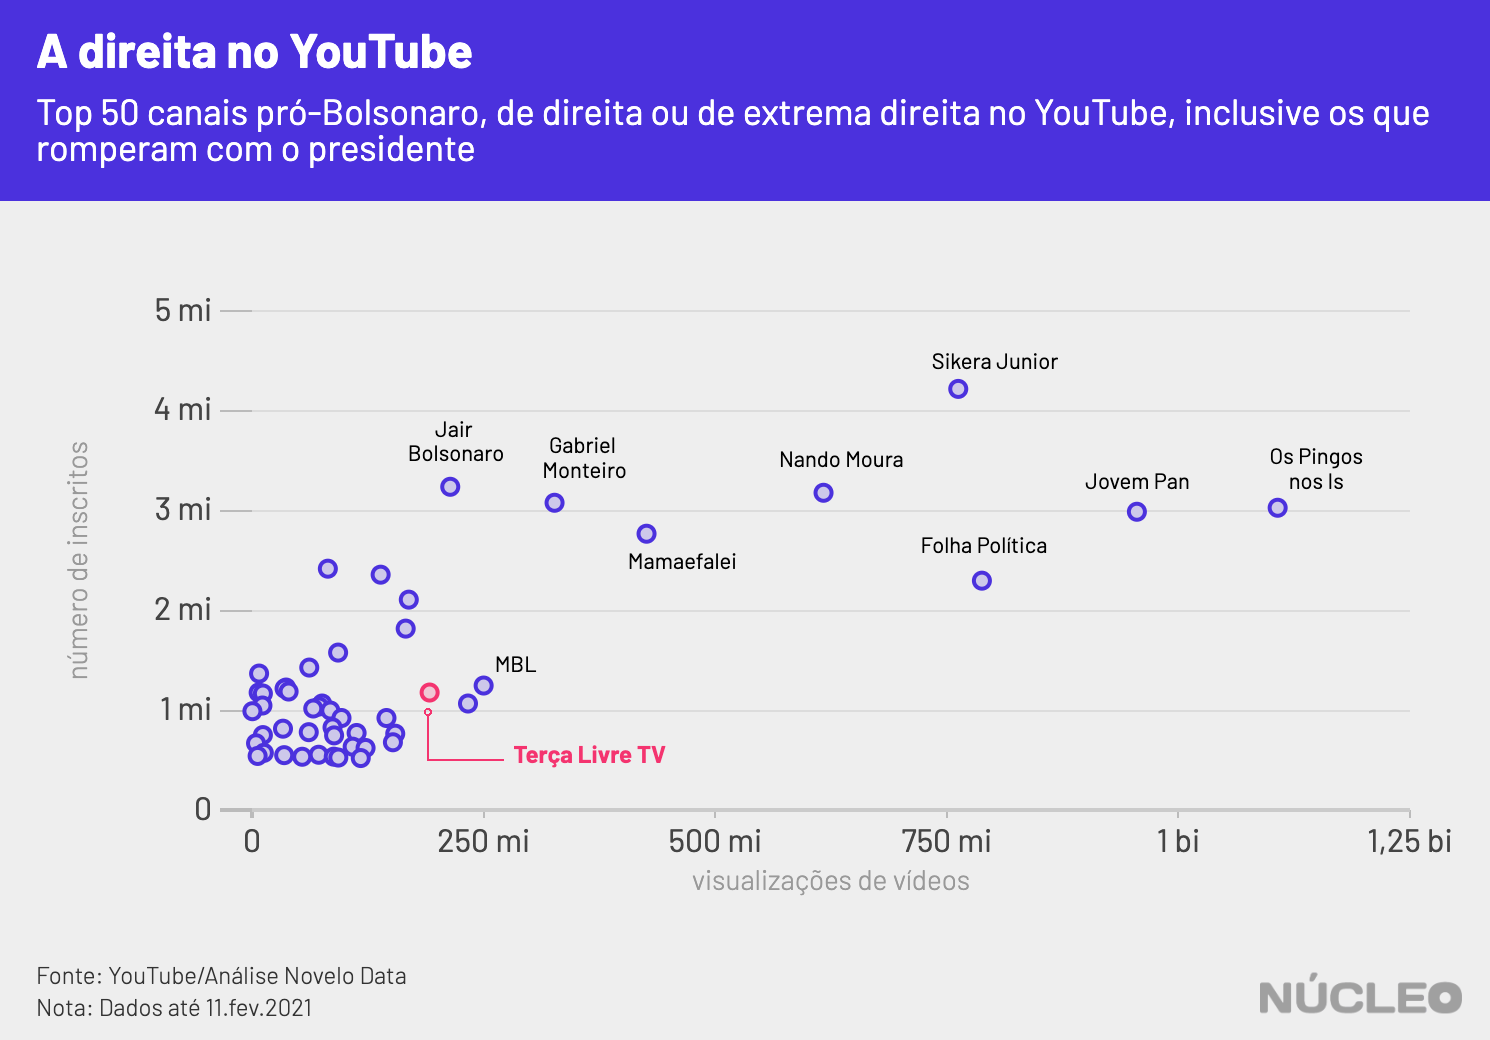 A direita no YouTube
Top 50 canais pró-Bolsonaro, de direita ou de extrema direita no YouTube, inclusive os que
romperam com o presidente
5 mi
4 mi
3 mi
2 mi
1 mi
0
número de inscritos
Sikera Junior
Jair
Bolsonaro
Gabriel
Monteiro
Nando Moura
Jovem Pan
Os Pingos
nos Is
Mamaefalei
Folha Política
MBL
Terça Livre TV
0
250 mi
500 mi
750 mi
1 bi
1,25 bi
visualizações de vídeos
Fonte: YouTube/Análise Novelo Data
Nota: Dados até 11.fev.2021
NÚCLEO